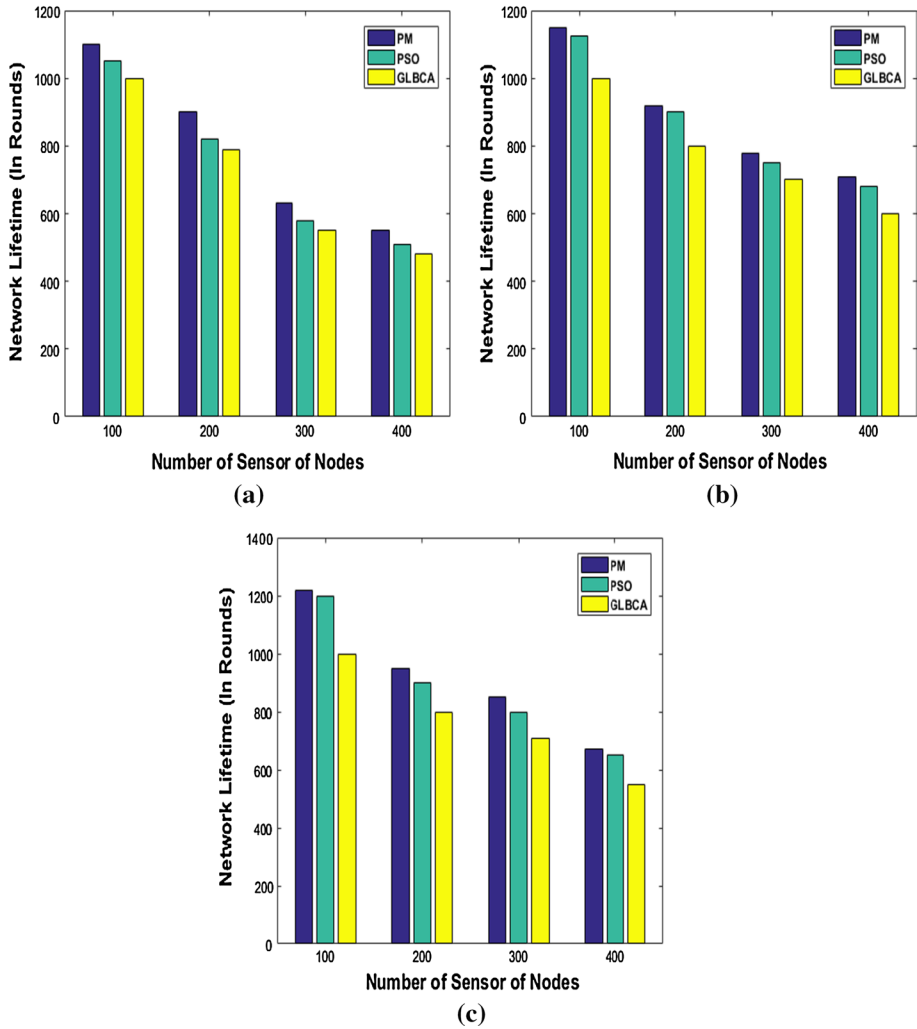 Network Lifetime (In Rounds)
1200
1000
800
600
400
200
0
PM
PSO
GLBCA
100 200 300 400
Number of Sensor of Nodes
(a)
Network Lifetime (In Rounds)
1200
1000
800
600
400
200
0
PM
PSO
GLBCA
100 200 300 400
Number of Sensor of Nodes
(b)
Network Lifetime (In Rounds)
1400
1200
1000
800
600
400
200
0
PM
PSO
GLBCA
100 200 300 400
Number of Sensor of Nodes
(c)